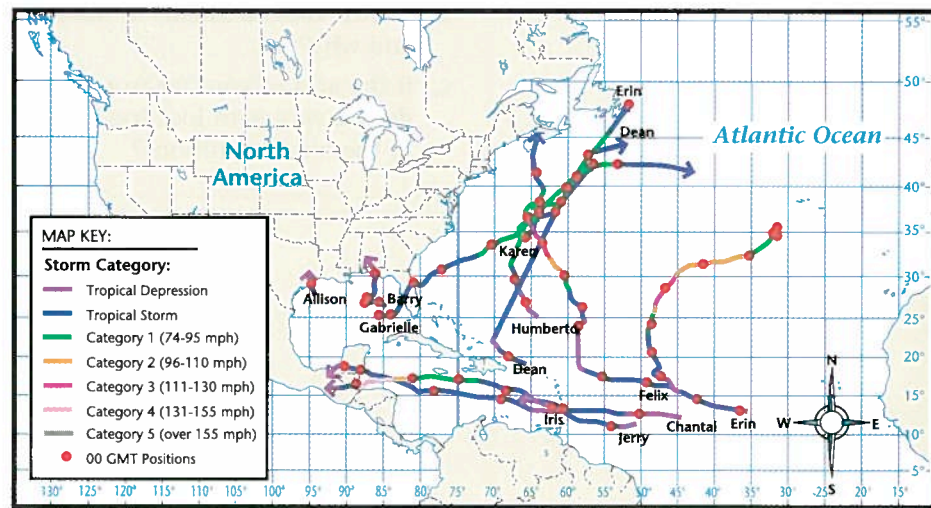 55°
50°
45°
40°
35°
30°
25°
20°
15°
10°
5°
Erin
Dean
Atlantic Ocean
North
America
Karen
Allison
Barry
Gabrielle
Humberto
Dean
Felix
Iris
Jerry
Chantal
Erin
N
W
E
S
MAP KEY:
Storm Category:
Tropical Depression
Tropical Storm
Category 1 (74-95 mph)
Category 2 (96-110 mph)
Category 3 (111-130 mph)
Category 4 (131-155 mph)
Category 5 (over 155 mph)
00 GMT Positions
130° 125° 120° 115° 110° 105° 100° 95° 90° 85° 80° 75° 70° 65° 60° 55° 50° 45° 40° 35° 30° 25° 20° 15° 10°